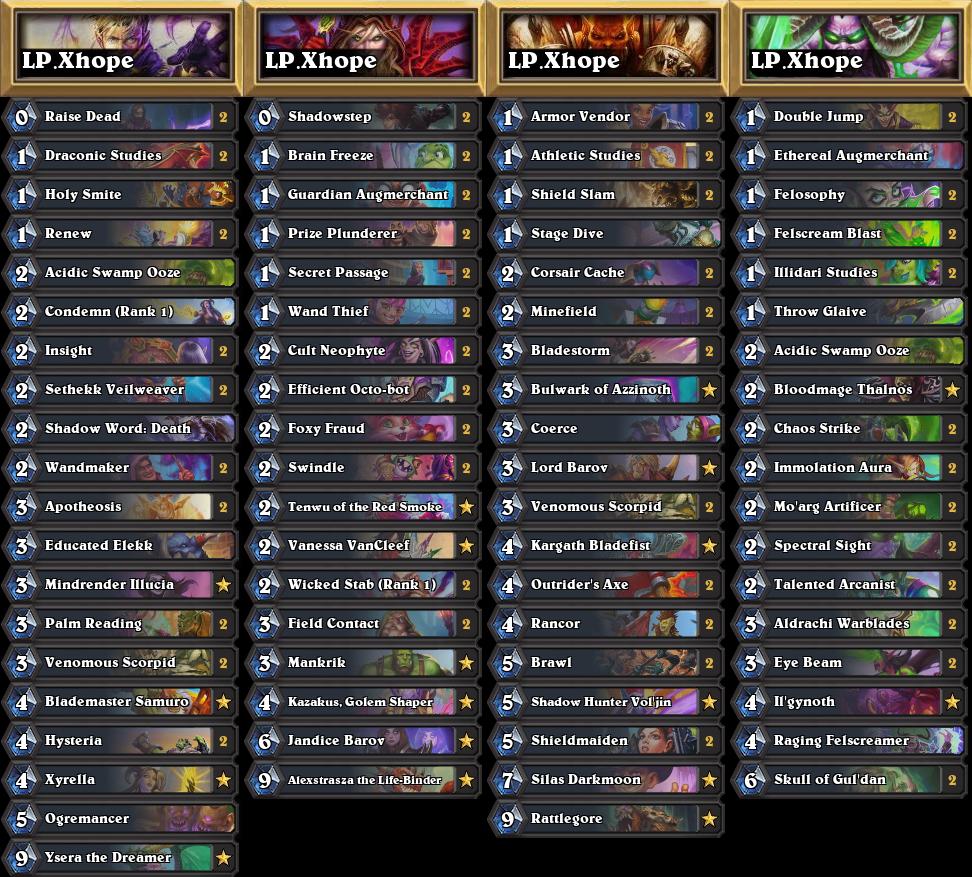 LP.Xhope
0 Raise Dead 2
1 Draconic Studies 2
1 Holy Smite 2
1 Renew 2
2 Acidic Swamp Ooze
2 Condemn (Rank 1)
2 Insight 2
2 Sethekk Veilweaver 2
2 Shadow Word: Death
2 Wandmaker 2
3 Apotheosis 2
3 Educated Elekk
3 Mindrender Illucia
3 Palm Reading 2
3 Venomous Scorpid 2
4 Blademaster Samuro
4 Hysteria 2
4 Xyrella
5 Ogremancer
9 Ysera the Dreamer
LP.Xhope
0 Shadowstep 2
1 Brain Freeze 2
1 Guardian Augmerchant 2
1 Prize Plunderer 2
1 Secret Passage 2
1 Wand Thief 2
2 Cult Neophyte 2
2 Efficient Octo-bot 2
2 Foxy Fraud 2
2 Swindle 2
2 Tenwu of the Red Smoke
2 Vanessa VanCleef
2 Wicked Stab (Rank 1) 2
3 Field Contact 2
3 Mankrik
4 Kazakus, Golem Shaper
6 Jandice Barov
9 Alexstrasza the Life-Binder
LP.Xhope
1 Armor Vendor 2
1 Athletic Studies 2
1 Shield Slam 2
1 Stage Dive
2 Corsair Cache 2
2 Minefield 2
3 Bladestorm 2
3 Bulwark of Azzinoth
3 Coerce
3 Lord Barov
3 Venomous Scorpid 2
4 Kargath Bladefist
4 Outrider's Axe 2
4 Rancor 2
5 Brawl 2
5 Shadow Hunter Vol'jin
5 Shieldmaiden 2
7 Silas Darkmoon
9 Rattlegore
LP.Xhope
1 Double Jump 2
1 Ethereal Augmerchant
1 Felosophy 2
1 Felscream Blast 2
1 Illidari Studies 2
1 Throw Glaive
2 Acidic Swamp Ooze
2 Bloodmage Thalnos
2 Chaos Strike 2
2 Immolation Aura 2
2 Mo'arg Artificer 2
2 Spectral Sight 2
2 Talented Arcanist 2
3 Aldrachi Warblades 2
3 Eye Beam 2
4 Il'gynoth
4 Raging Felscreamer
6 Skull of Gul'dan 2